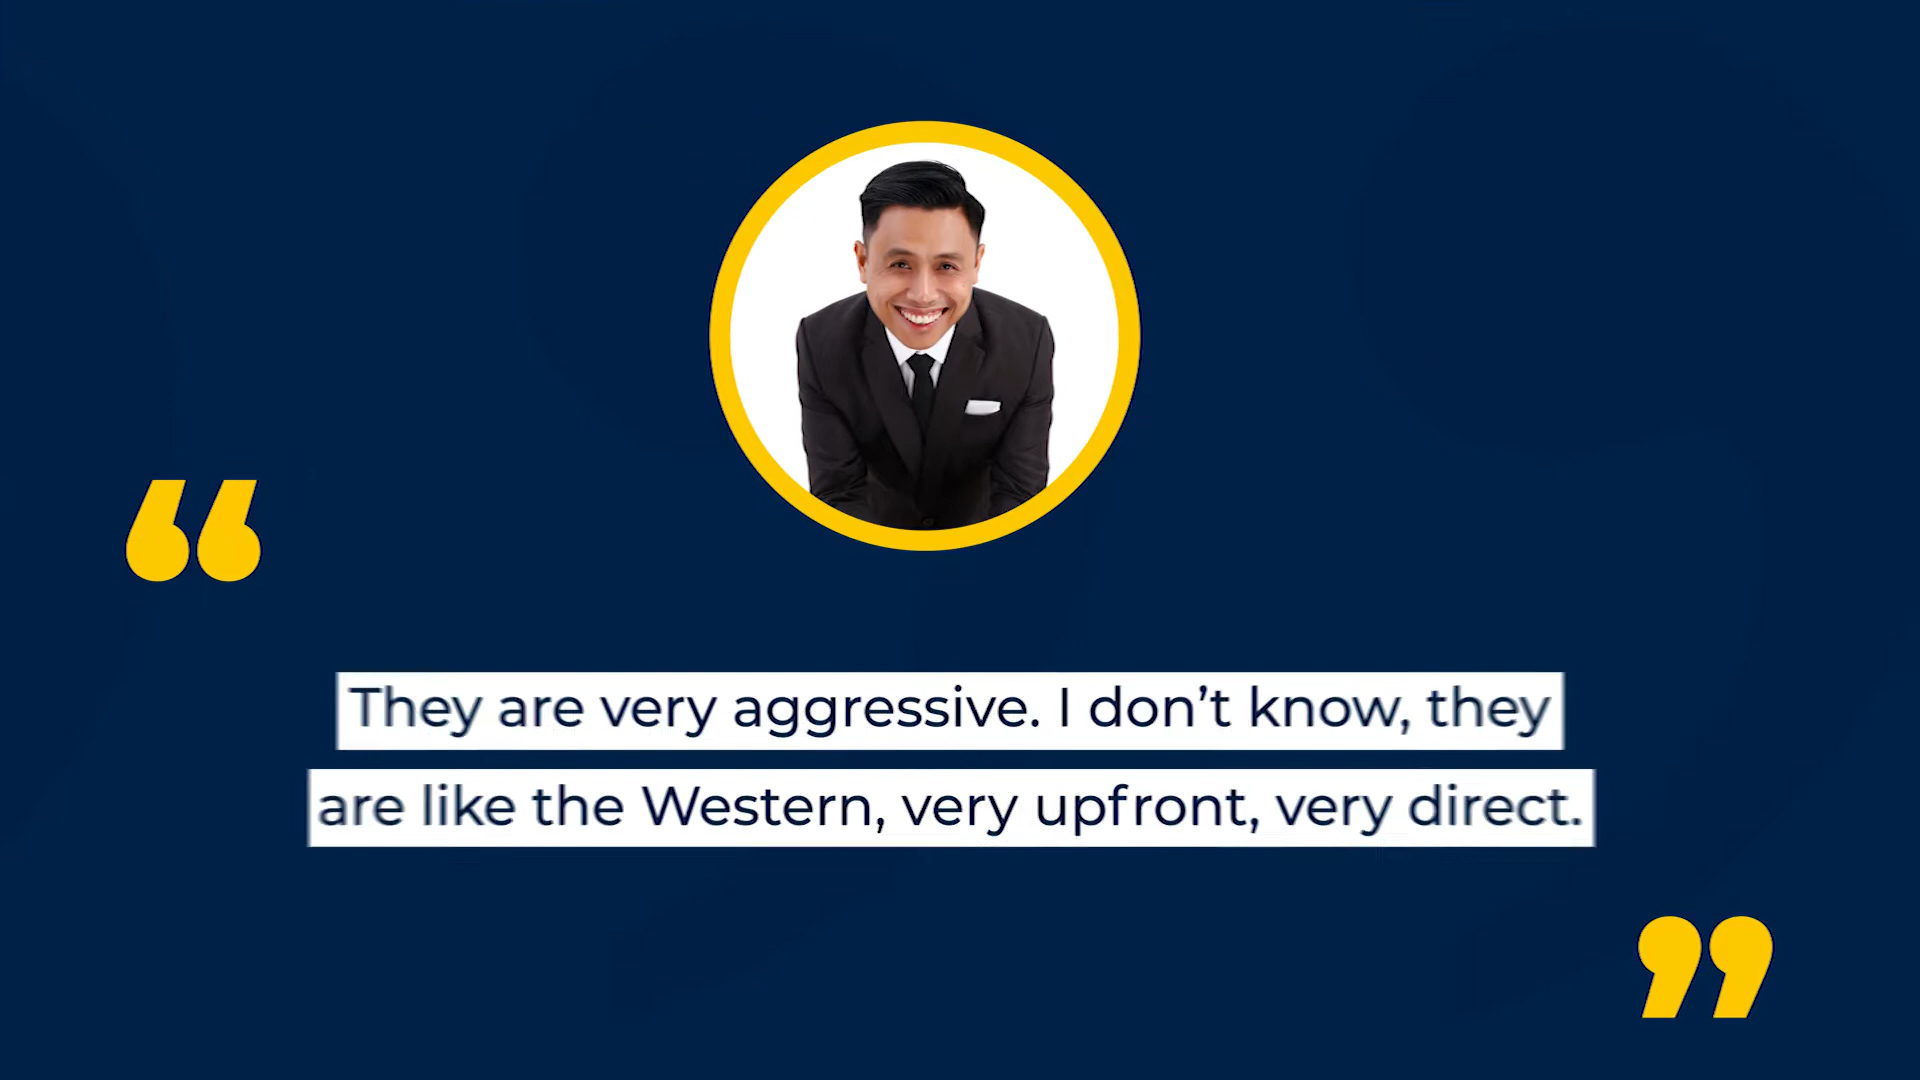 “
They are very aggressive. I don’t know, they
are like the Western, very upfront, very direct.
”